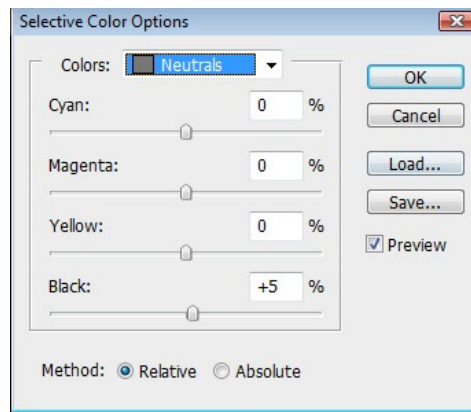 Selective Color Options
Colors: Neutrals
OK
Cyan: 0 %
Cancel
Magenta: 0 %
Load...
Save...
Yellow: 0 %
Preview
Black: +5 %
Method: Relative Absolute